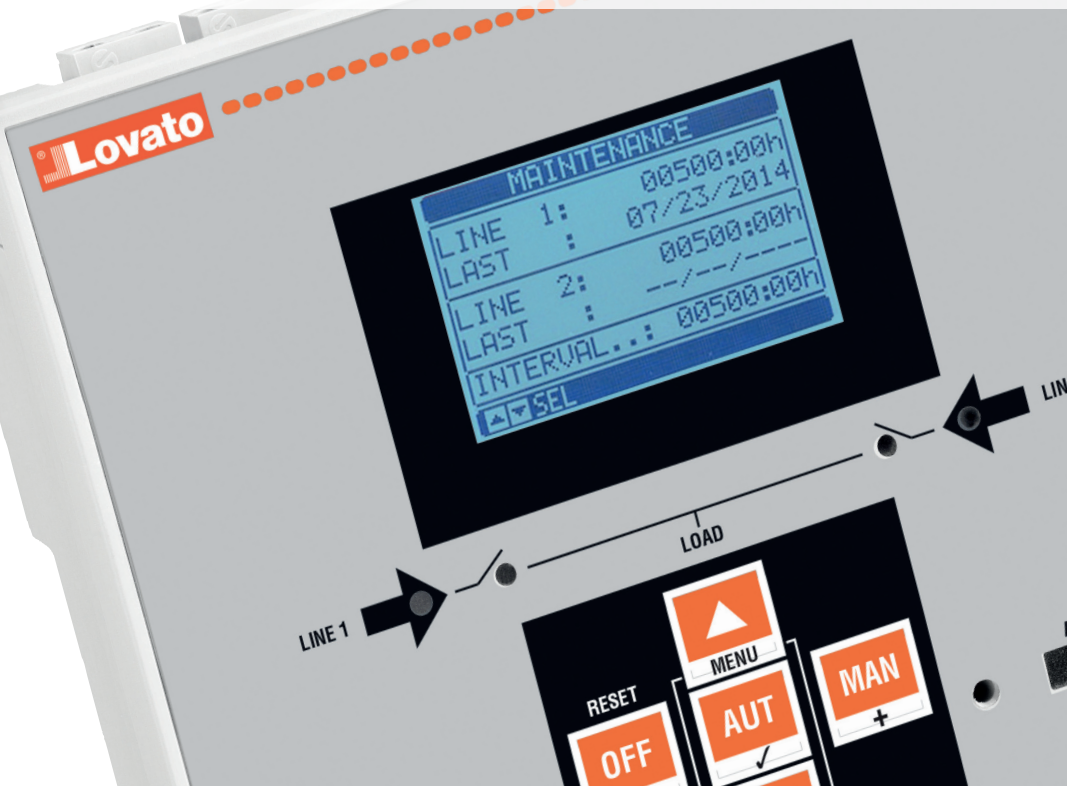 Lovato
MAINTENANCE
LINE 1: 00500:00h
LAST : 07/23/2014
LINE 2: 00500:00h
LAST : --/--/----
INTERVAL..: 00500:00h
SEL
LOAD
LINE 1
MENU
RESET
OFF
AUT
✓
MAN
+